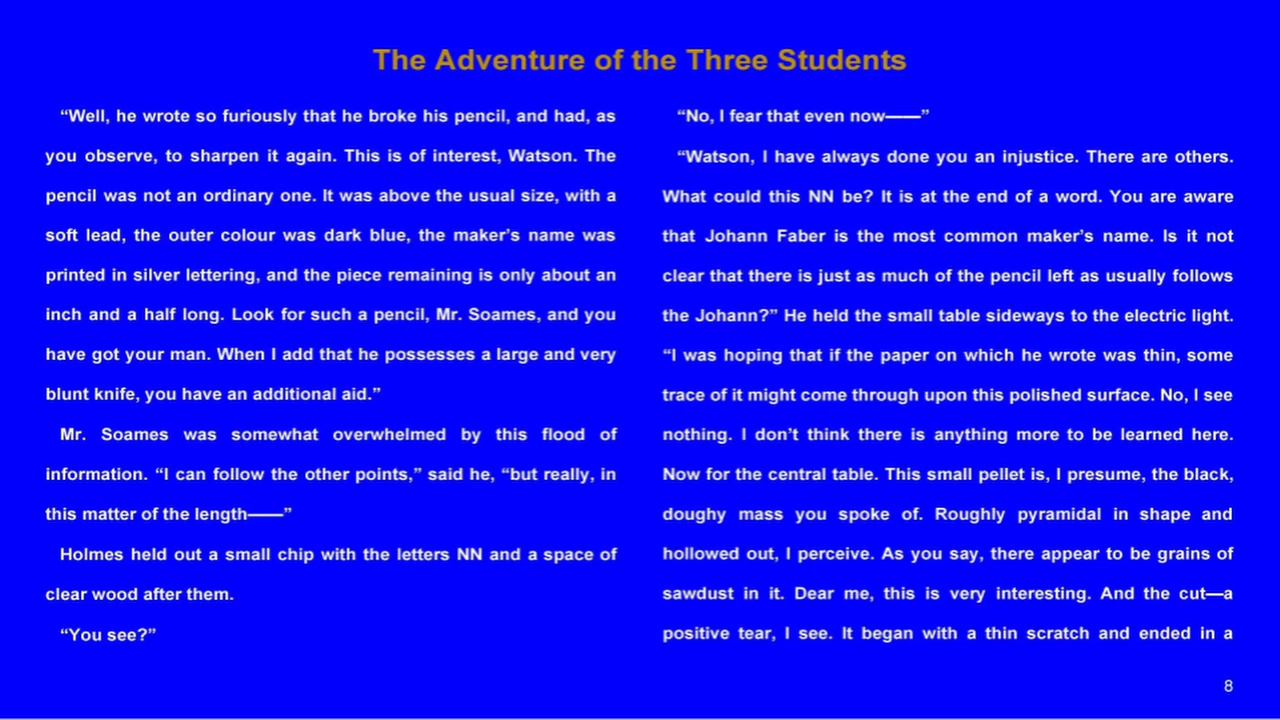 The Adventure of the Three Students
“Well, he wrote so furiously that he broke his pencil, and had, as
you observe, to sharpen it again. This is of interest, Watson. The
pencil was not an ordinary one. It was above the usual size, with a
soft lead, the outer colour was dark blue, the maker’s name was
printed in silver lettering, and the piece remaining is only about an
inch and a half long. Look for such a pencil, Mr. Soames, and you
have got your man. When I add that he possesses a large and very
blunt knife, you have an additional aid.”
Mr. Soames was somewhat overwhelmed by this flood of
information. “I can follow the other points,” said he, “but really, in
this matter of the length——”
Holmes held out a small chip with the letters NN and a space of
clear wood after them.
“You see?”
“No, I fear that even now——”
“Watson, I have always done you an injustice. There are others.
What could this NN be? It is at the end of a word. You are aware
that Johann Faber is the most common maker’s name. Is it not
clear that there is just as much of the pencil left as usually follows
the Johann?” He held the small table sideways to the electric light.
“I was hoping that if the paper on which he wrote was thin, some
trace of it might come through upon this polished surface. No, I see
nothing. I don’t think there is anything more to be learned here.
Now for the central table. This small pellet is, I presume, the black,
doughy mass you spoke of. Roughly pyramidal in shape and
hollowed out, I perceive. As you say, there appear to be grains of
sawdust in it. Dear me, this is very interesting. And the cut—a
positive tear, I see. It began with a thin scratch and ended in a
8